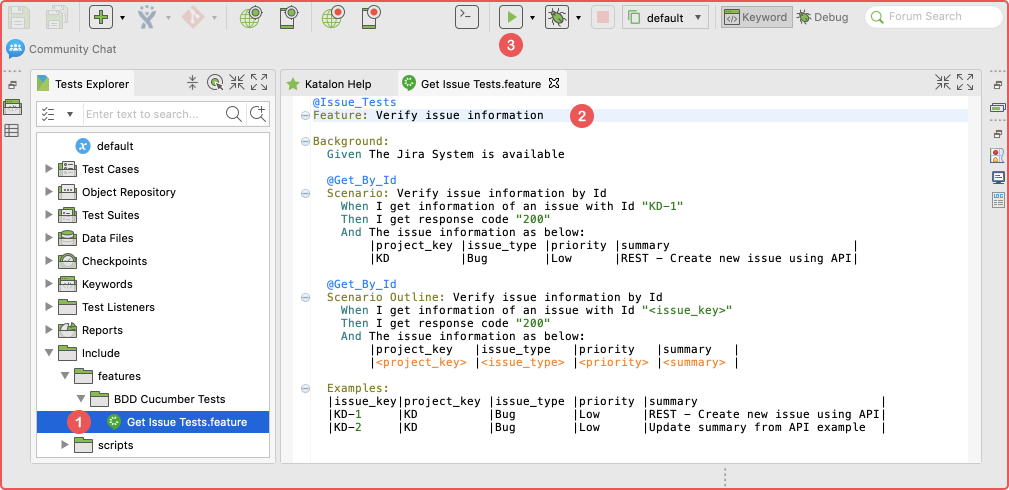 default
Keyword
Debug
Forum Search
3
Community Chat
Tests Explorer
Katalon Help
Get Issue Tests.feature
Enter text to search...
default
Test Cases
Object Repository
Test Suites
Data Files
Checkpoints
Keywords
Test Listeners
Reports
Include
features
BDD Cucumber Tests
1
Get Issue Tests.feature
scripts
@Issue_Tests
Feature: Verify issue information
2
Background:
Given The Jira System is available
@Get_By_Id
Scenario: Verify issue information by Id
When I get information of an issue with Id "KD-1"
Then I get response code "200"
And The issue information as below:
|project_key |issue_type |priority |summary |
|KD |Bug |Low |REST - Create new issue using API|
@Get_By_Id
Scenario Outline: Verify issue information by Id
When I get information of an issue with Id "<issue_key>"
Then I get response code "200"
And The issue information as below:
|project_key |issue_type |priority |summary |
|<project_key> |<issue_type> |<priority> |<summary> |
Examples:
|issue_key|project_key |issue_type |priority |summary |
|KD-1 |KD |Bug |Low |REST - Create new issue using API|
|KD-2 |KD |Bug |Low |Update summary from API example |
LOG